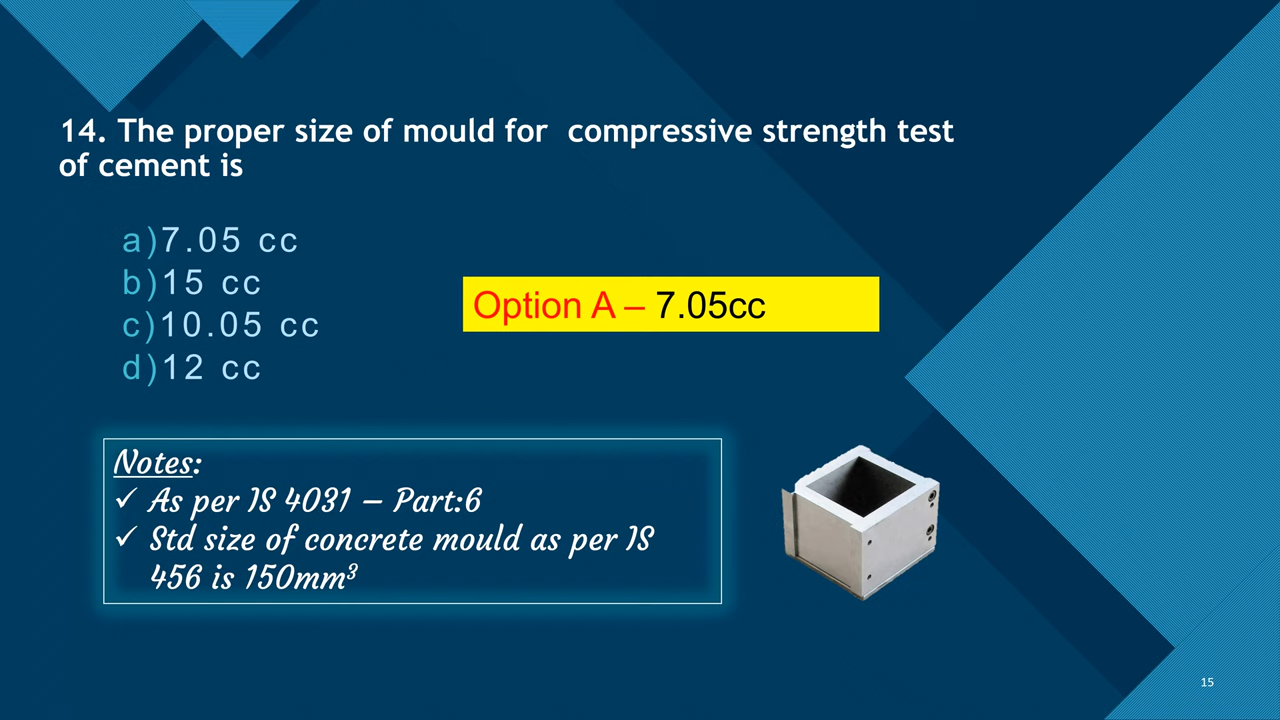 14. The proper size of mould for compressive strength test
of cement is
a)7.05 cc
b)15 cc
c)10.05 cc
d)12 cc
Option A – 7.05cc
Notes:
✓ As per IS 4031 – Part:6
✓ Std size of concrete mould as per IS
456 is 150mm³
15